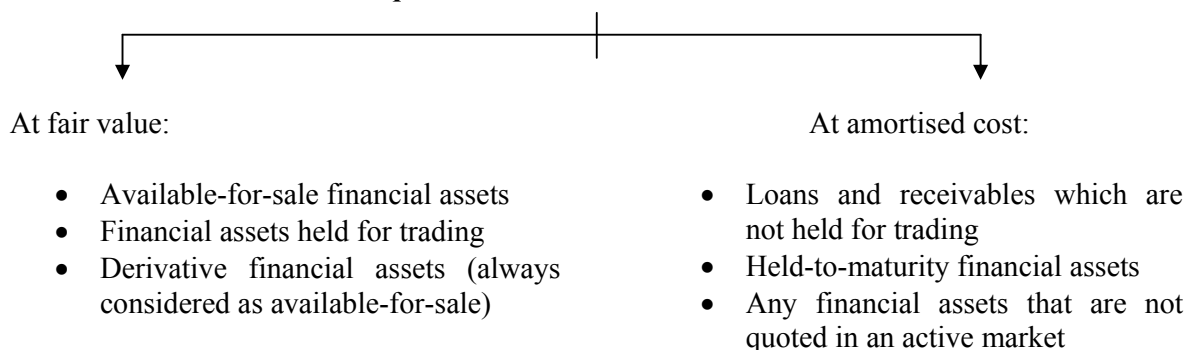 At fair value:
At amortised cost:
• Available-for-sale financial assets
• Financial assets held for trading
• Derivative financial assets (always
considered as available-for-sale)
• Loans and receivables which are
not held for trading
• Held-to-maturity financial assets
• Any financial assets that are not
quoted in an active market